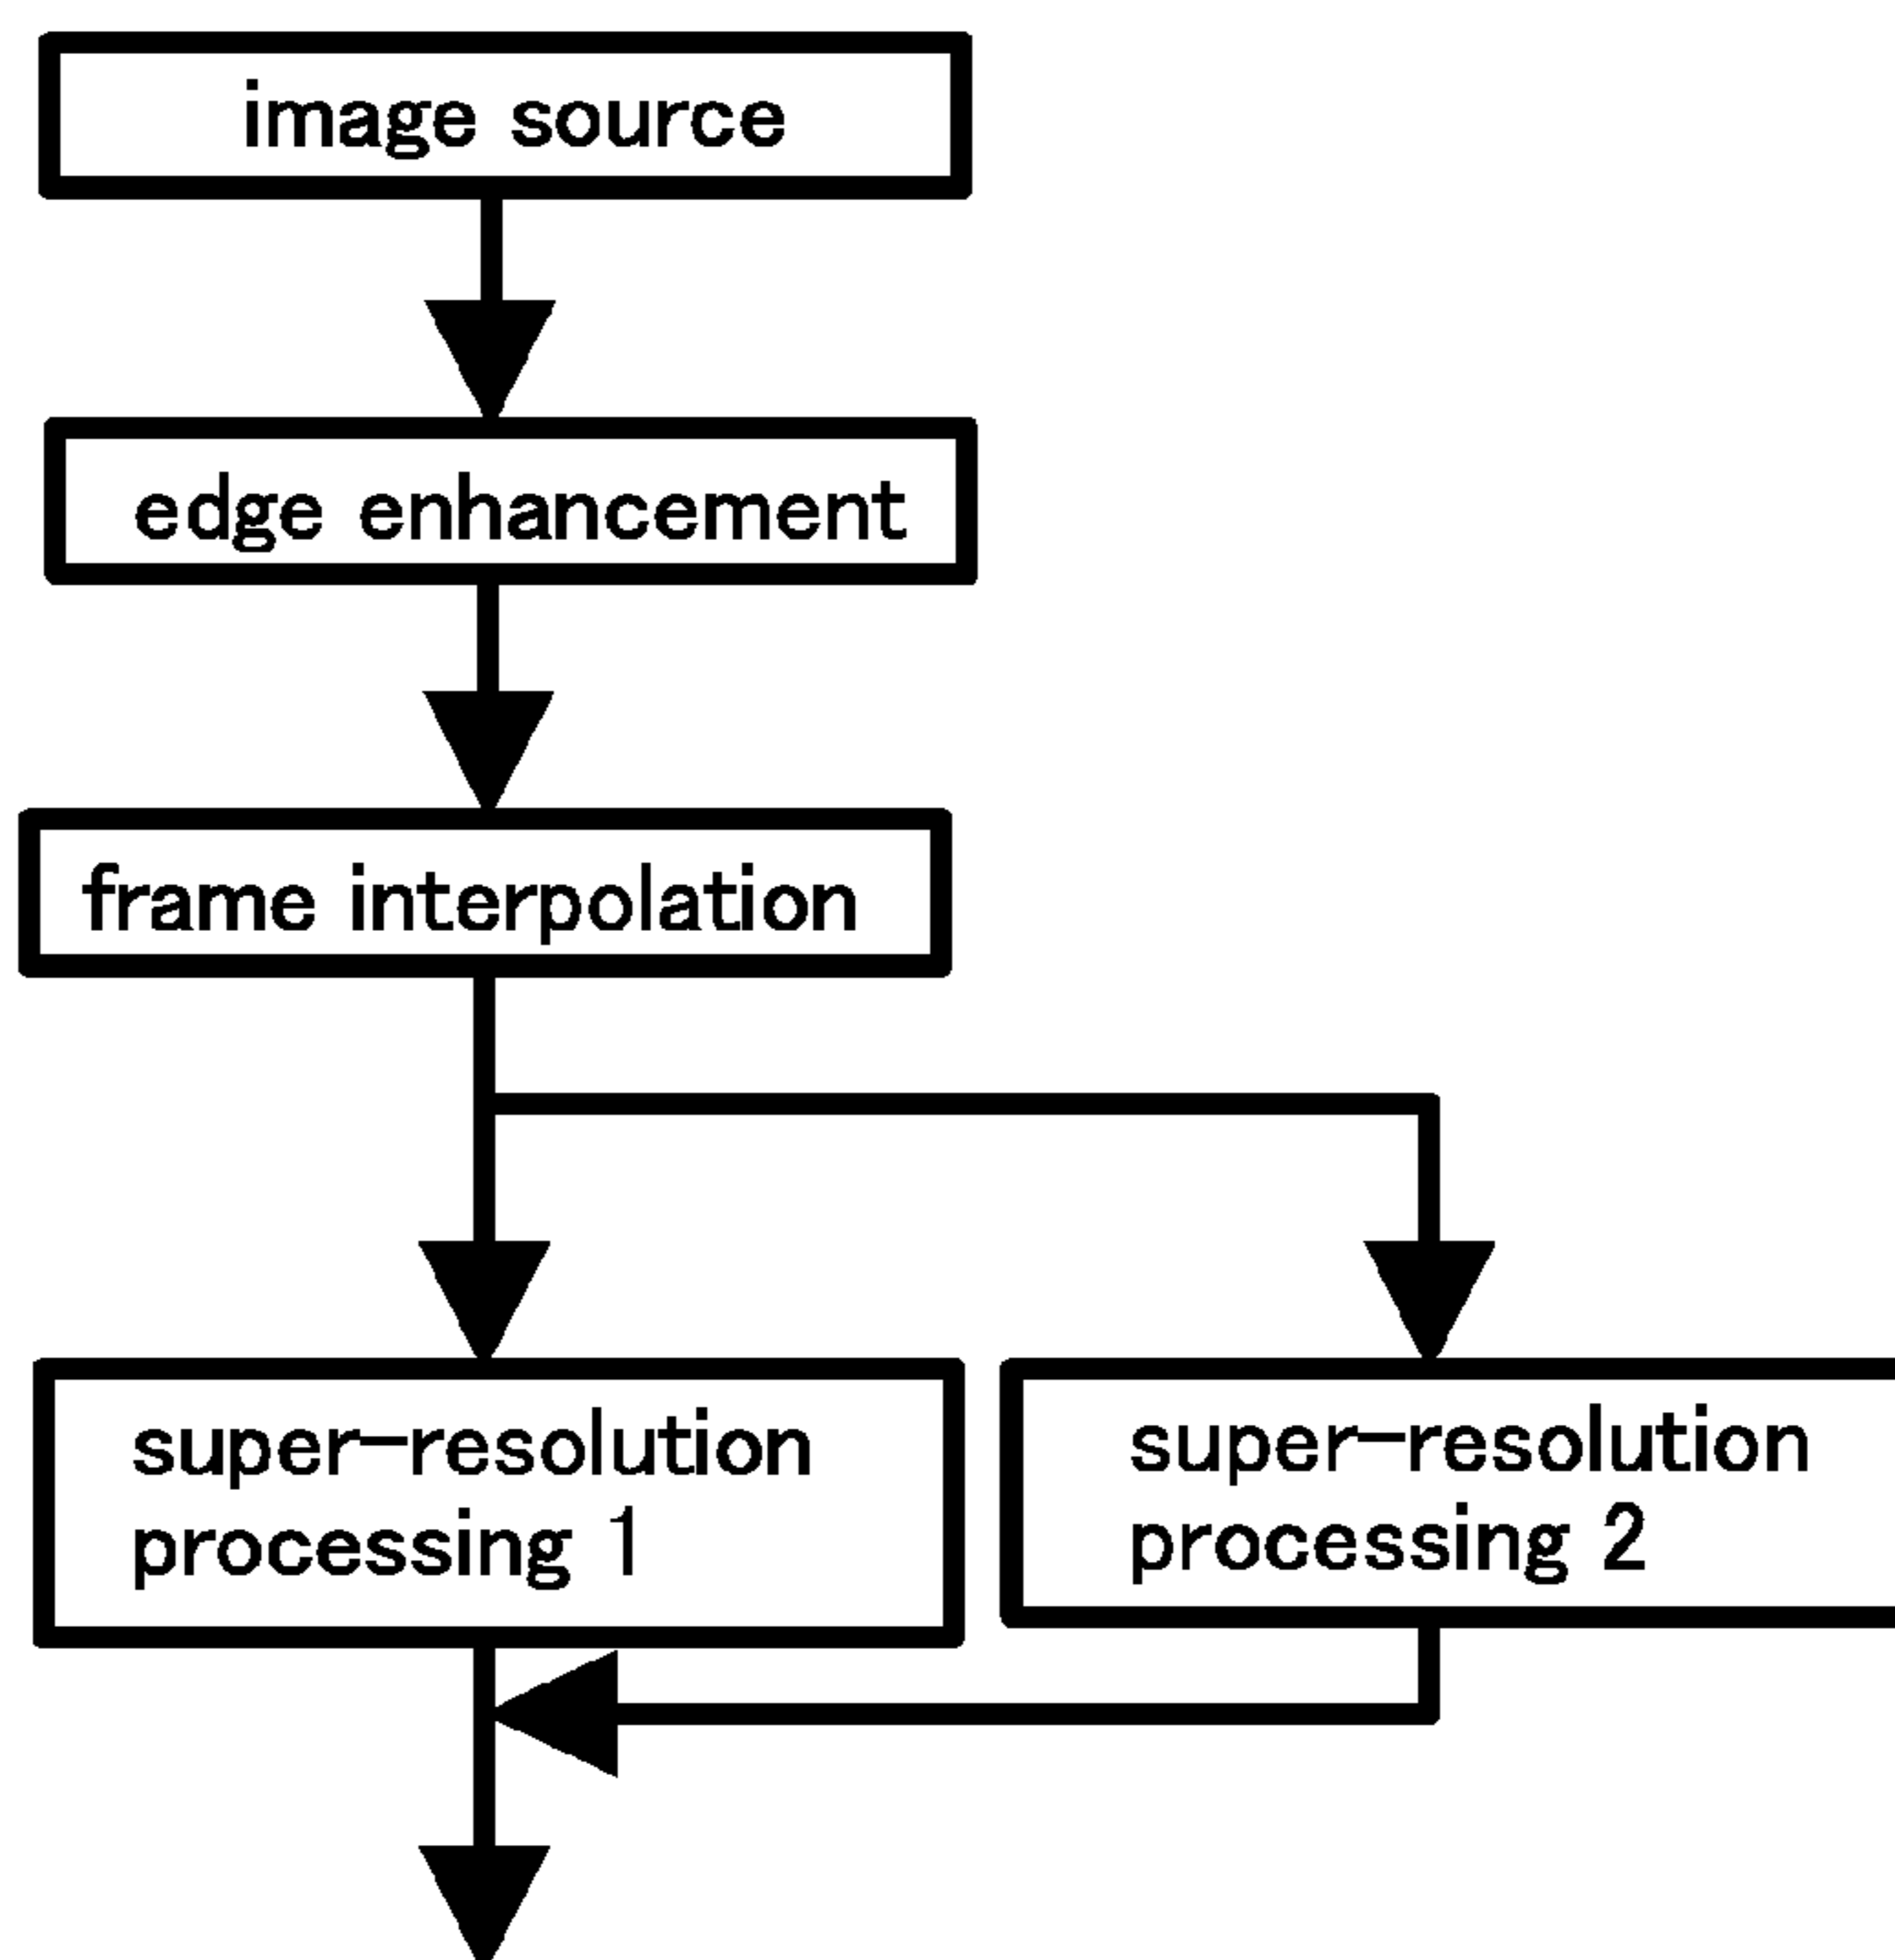 image source
edge enhancement
frame interpolation
super-resolution
processing 1
super-resolution
processing 2